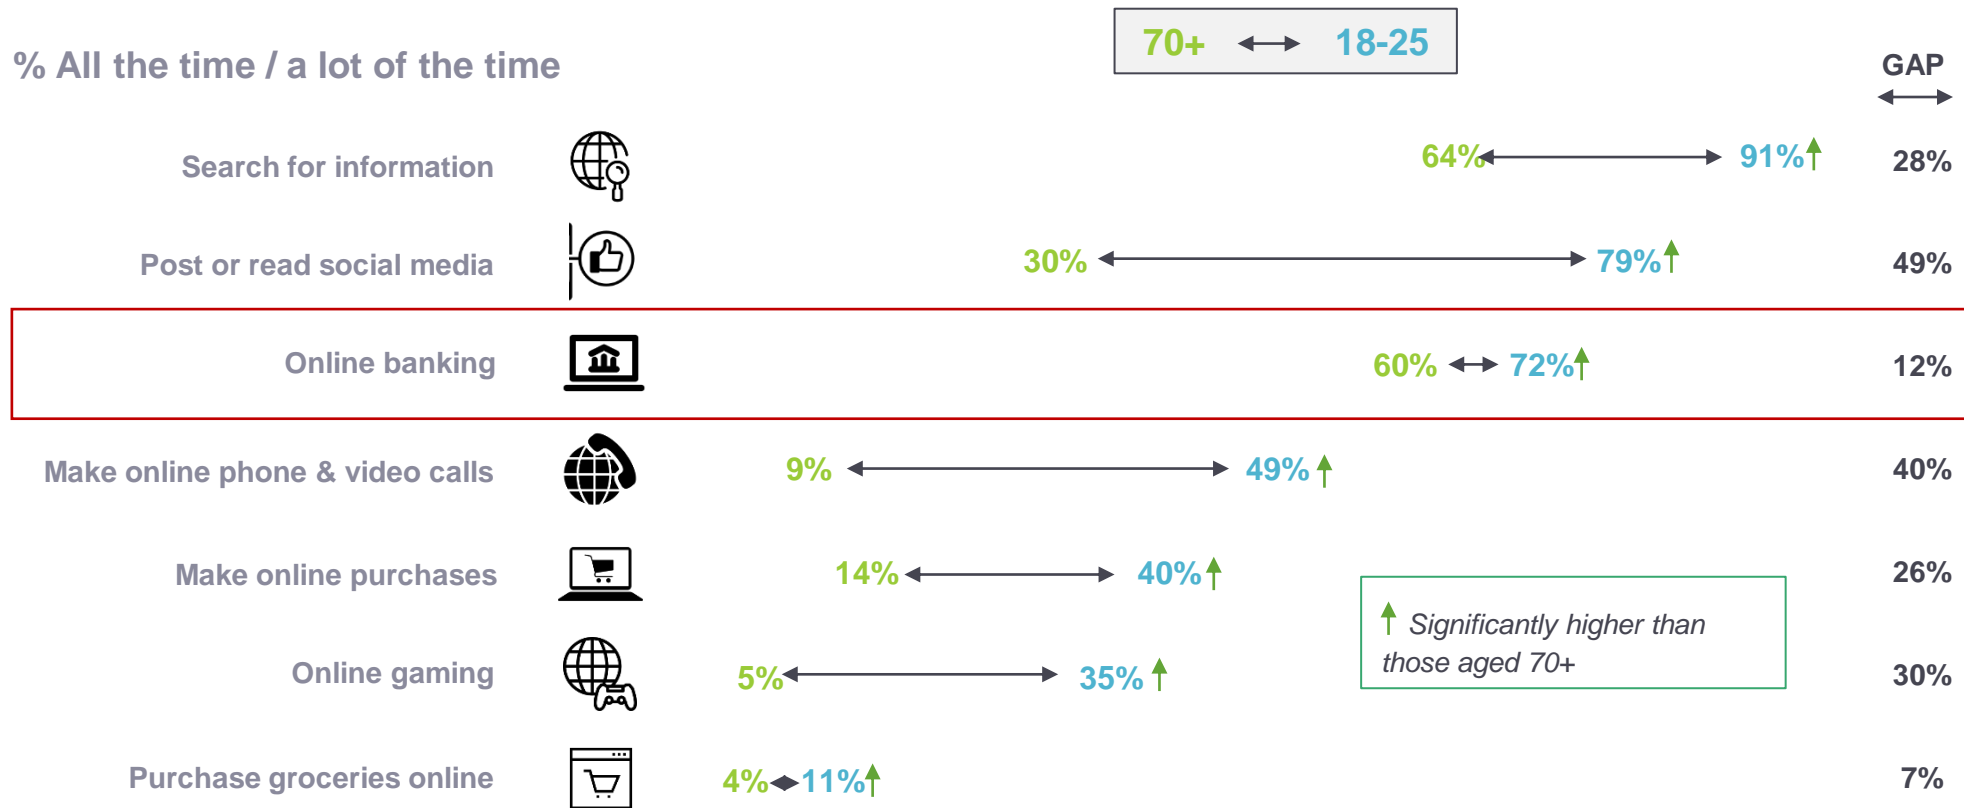 70+ 18-25
% All the time / a lot of the time
GAP
Search for information 64% 91% 28%
Post or read social media 30% 79% 49%
Online banking 60% 72% 12%
Make online phone & video calls 9% 49% 40%
Make online purchases 14% 40% 26%
Significantly higher than
those aged 70+
Online gaming 5% 35% 30%
Purchase groceries online 4% 11% 7%